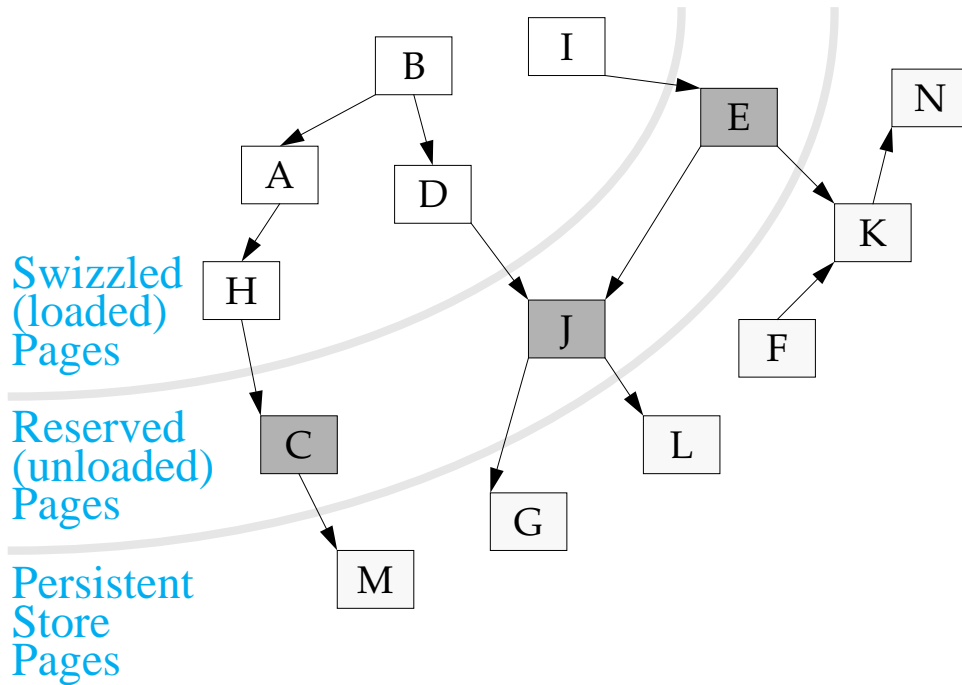 I
B
N
E
A
D
K
Swizzled
(loaded)
Pages
H
J
F
Reserved
(unloaded)
Pages
C
L
G
Persistent
Store
Pages
M